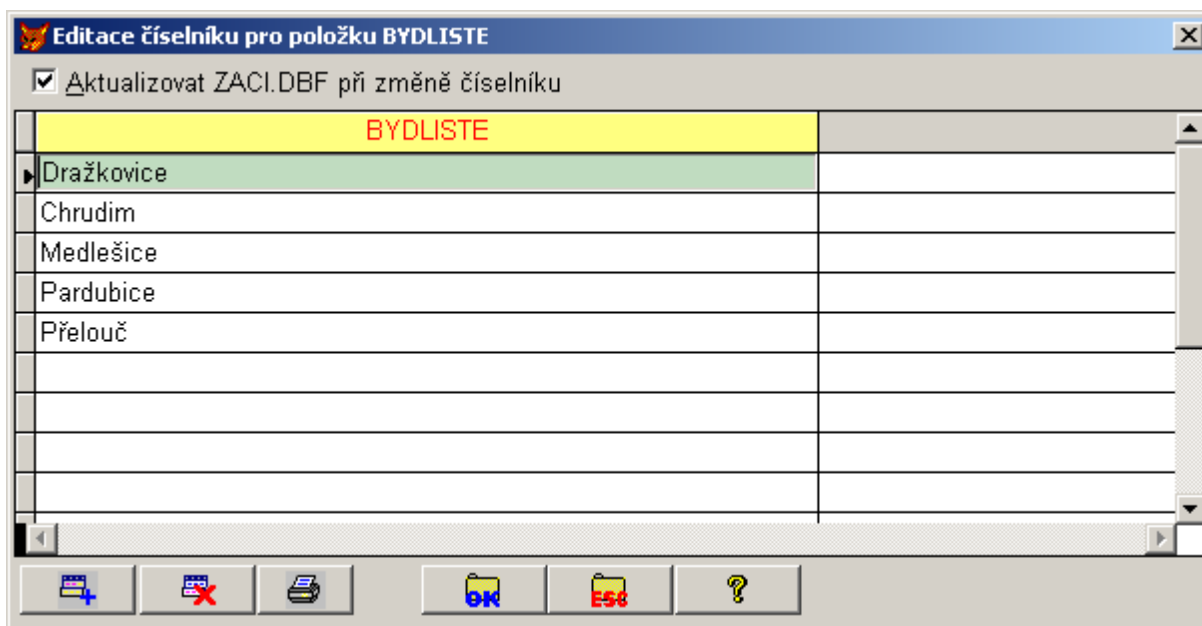 Editace číselníku pro položku BYDLISTE
Aktualizovat ZACI.DBF při změně číselníku
BYDLISTE
Dražkovice
Chrudim
Medlešice
Pardubice
Přelouč
OK ESC ?